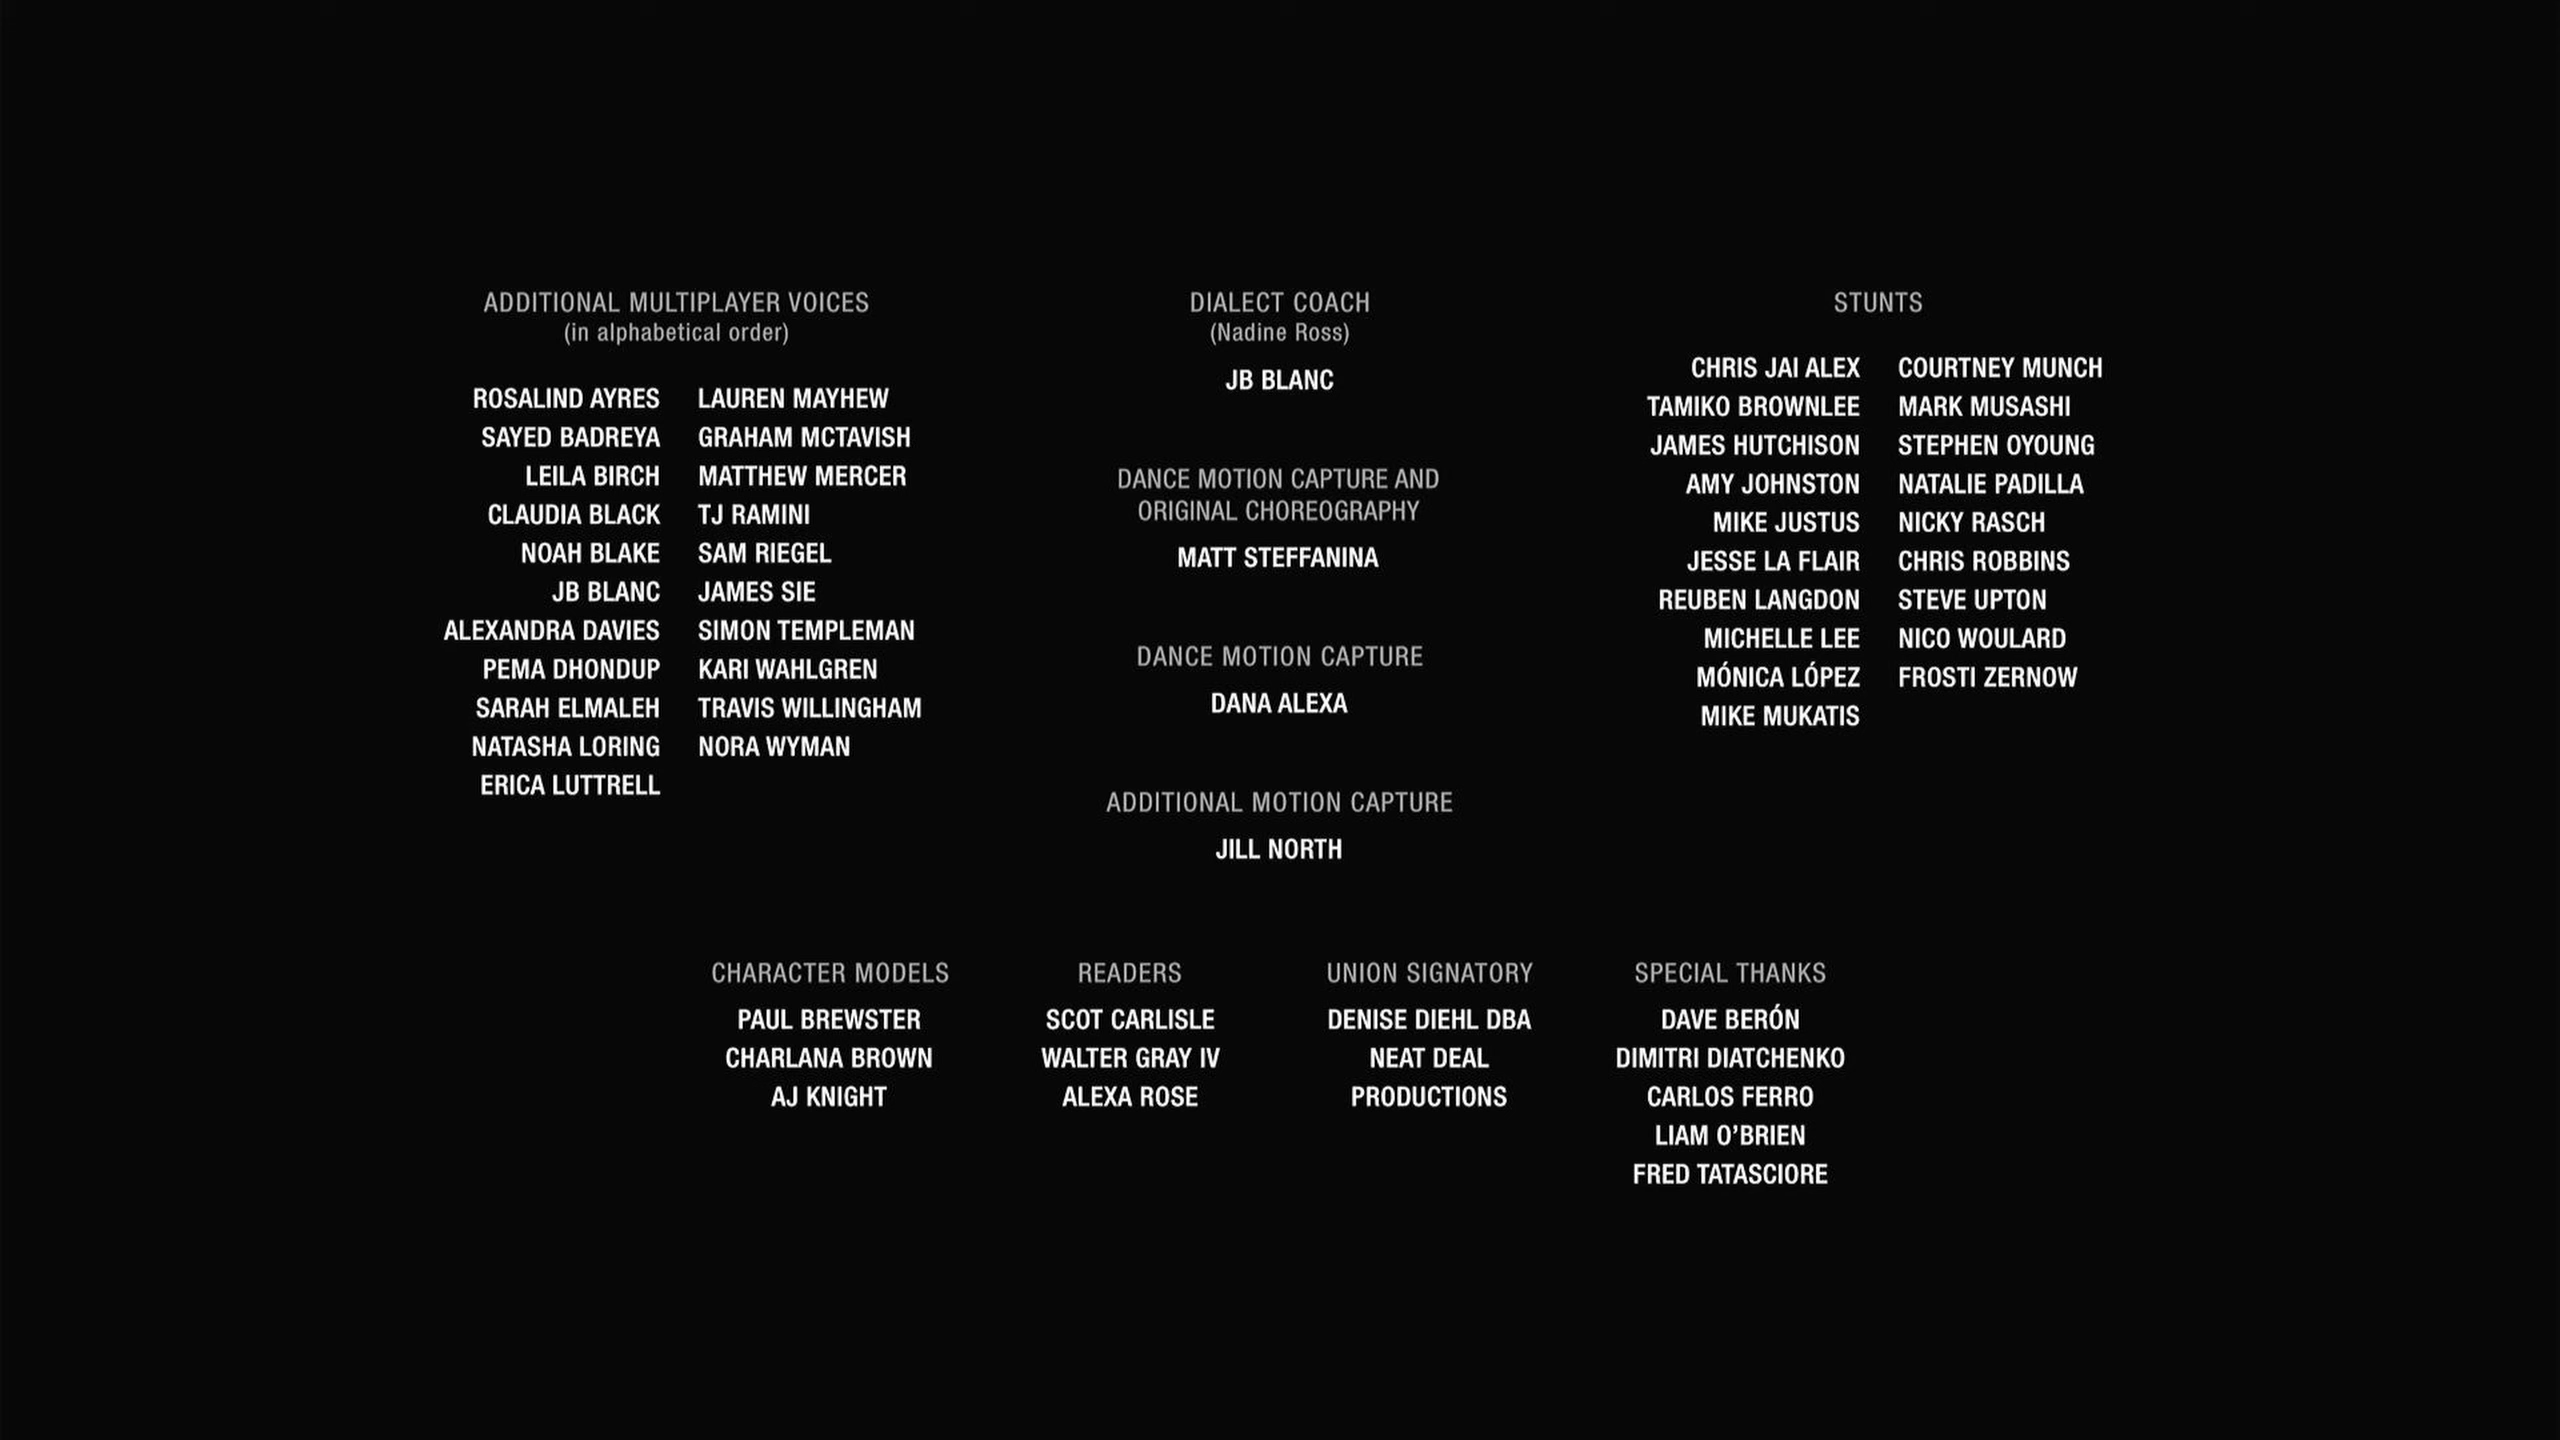 ADDITIONAL MULTIPLAYER VOICES
(in alphabetical order)
ROSALIND AYRES LAUREN MAYHEW
SAYED BADREYA GRAHAM MCTAVISH
LEILA BIRCH MATTHEW MERCER
CLAUDIA BLACK TJ RAMINI
NOAH BLAKE SAM RIEGEL
JB BLANC JAMES SIE
ALEXANDRA DAVIES SIMON TEMPLEMAN
PEMA DHONDUP KARI WAHLGREN
SARAH ELMALEH TRAVIS WILLINGHAM
NATASHA LORING NORA WYMAN
ERICA LUTTRELL
DIALECT COACH
(Nadine Ross)
JB BLANC
DANCE MOTION CAPTURE AND
ORIGINAL CHOREOGRAPHY
MATT STEFFANINA
DANCE MOTION CAPTURE
DANA ALEXA
ADDITIONAL MOTION CAPTURE
JILL NORTH
STUNTS
CHRIS JAI ALEX COURTNEY MUNCH
TAMIKO BROWNLEE MARK MUSASHI
JAMES HUTCHISON STEPHEN OYOUNG
AMY JOHNSTON NATALIE PADILLA
MIKE JUSTUS NICKY RASCH
JESSE LA FLAIR CHRIS ROBBINS
REUBEN LANGDON STEVE UPTON
MICHELLE LEE NICO WOULARD
MÓNICA LÓPEZ FROSTI ZERNOW
MIKE MUKATIS
CHARACTER MODELS
PAUL BREWSTER
CHARLANA BROWN
AJ KNIGHT
READERS
SCOT CARLISLE
WALTER GRAY IV
ALEXA ROSE
UNION SIGNATORY
DENISE DIEHL DBA
NEAT DEAL
PRODUCTIONS
SPECIAL THANKS
DAVE BERÓN
DIMITRI DIATCHENKO
CARLOS FERRO
LIAM O’BRIEN
FRED TATASCIORE